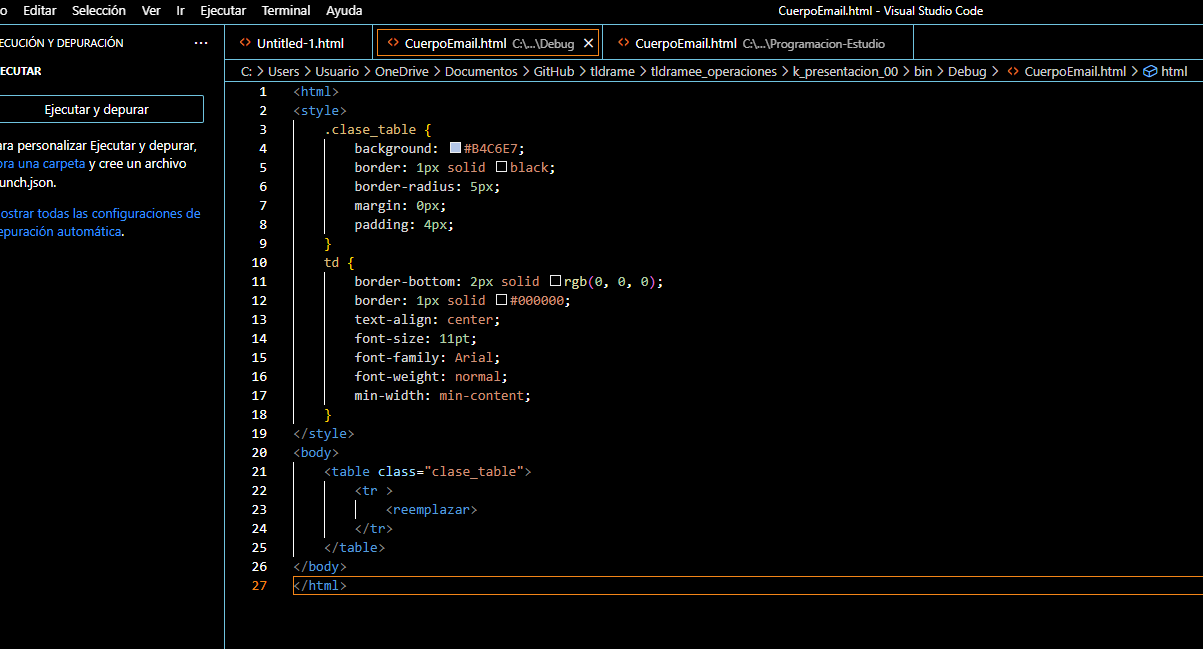 o Editar Selección Ver Ir Ejecutar Terminal Ayuda CuerpoEmail.html - Visual Studio Code
ECUCIÓN Y DEPURACIÓN ···
Untitled-1.html CuerpoEmail.html C:\...\Debug CuerpoEmail.html C:\...\Programacion-Estudio
ECUTAR
C: > Users > Usuario > OneDrive > Documentos > GitHub > tldrame > tldramee_operaciones > k_presentacion_00 > bin > Debug > CuerpoEmail.html > html
Ejecutar y depurar
ara personalizar Ejecutar y depurar,
bra una carpeta y cree un archivo
unch.json.
ostrar todas las configuraciones de
epuración automática.
1 <html>
2 <style>
3 .clase_table {
4 background: #B4C6E7;
5 border: 1px solid black;
6 border-radius: 5px;
7 margin: 0px;
8 padding: 4px;
9 }
10 td {
11 border-bottom: 2px solid rgb(0, 0, 0);
12 border: 1px solid #000000;
13 text-align: center;
14 font-size: 11pt;
15 font-family: Arial;
16 font-weight: normal;
17 min-width: min-content;
18 }
19 </style>
20 <body>
21 <table class="clase_table">
22 <tr >
23 <reemplazar>
24 </tr>
25 </table>
26 </body>
27 </html>